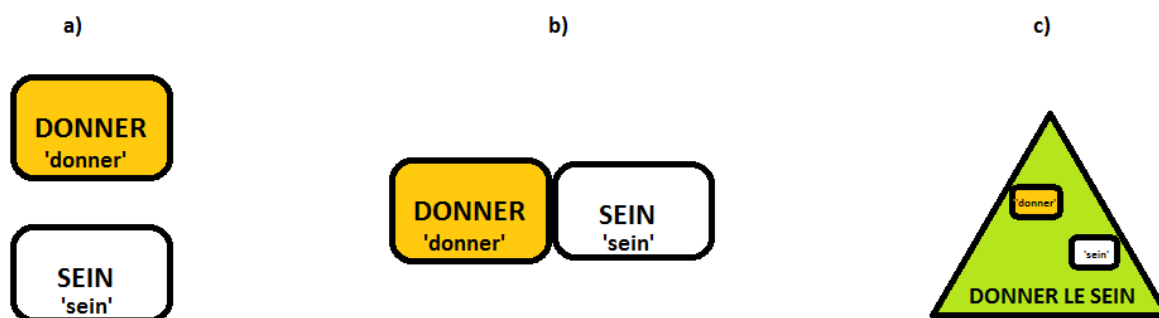 a)
DONNER
'donner'
SEIN
'sein'
b)
DONNER
'donner'
SEIN
'sein'
c)
'donner'
'sein'
DONNER LE SEIN